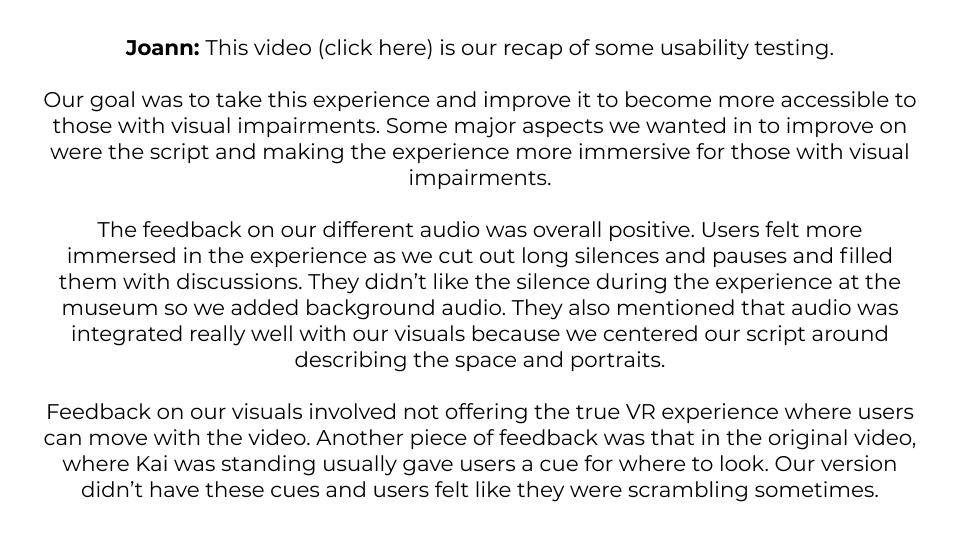 Joann: This video (click here) is our recap of some usability testing.
Our goal was to take this experience and improve it to become more accessible to
those with visual impairments. Some major aspects we wanted in to improve on
were the script and making the experience more immersive for those with visual
impairments.
The feedback on our different audio was overall positive. Users felt more
immersed in the experience as we cut out long silences and pauses and filled
them with discussions. They didn’t like the silence during the experience at the
museum so we added background audio. They also mentioned that audio was
integrated really well with our visuals because we centered our script around
describing the space and portraits.
Feedback on our visuals involved not offering the true VR experience where users
can move with the video. Another piece of feedback was that in the original video,
where Kai was standing usually gave users a cue for where to look. Our version
didn’t have these cues and users felt like they were scrambling sometimes.